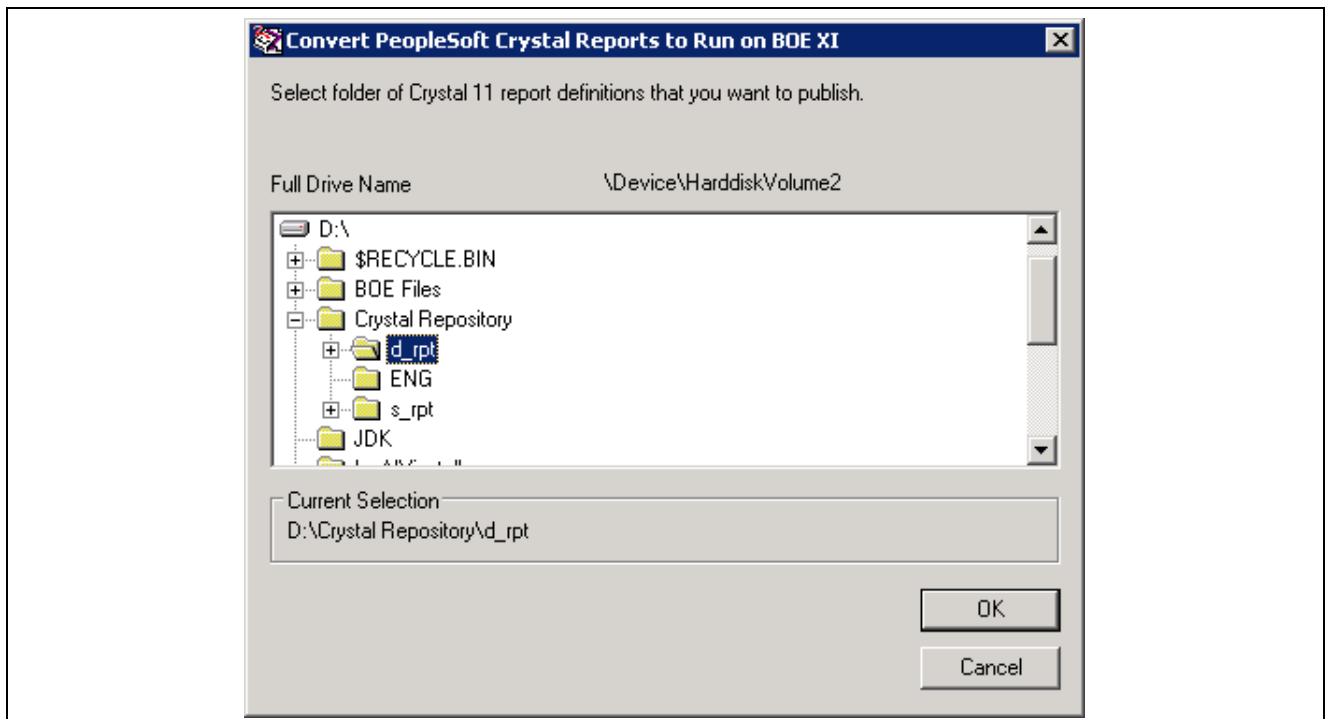 Convert PeopleSoft Crystal Reports to Run on BOE XI
Select folder of Crystal 11 report definitions that you want to publish.
Full Drive Name \Device\HarddiskVolume2
D:\
$RECYCLE.BIN
BOE Files
Crystal Repository
d_rpt
ENG
s_rpt
JDK
Current Selection
D:\Crystal Repository\d_rpt
OK
Cancel